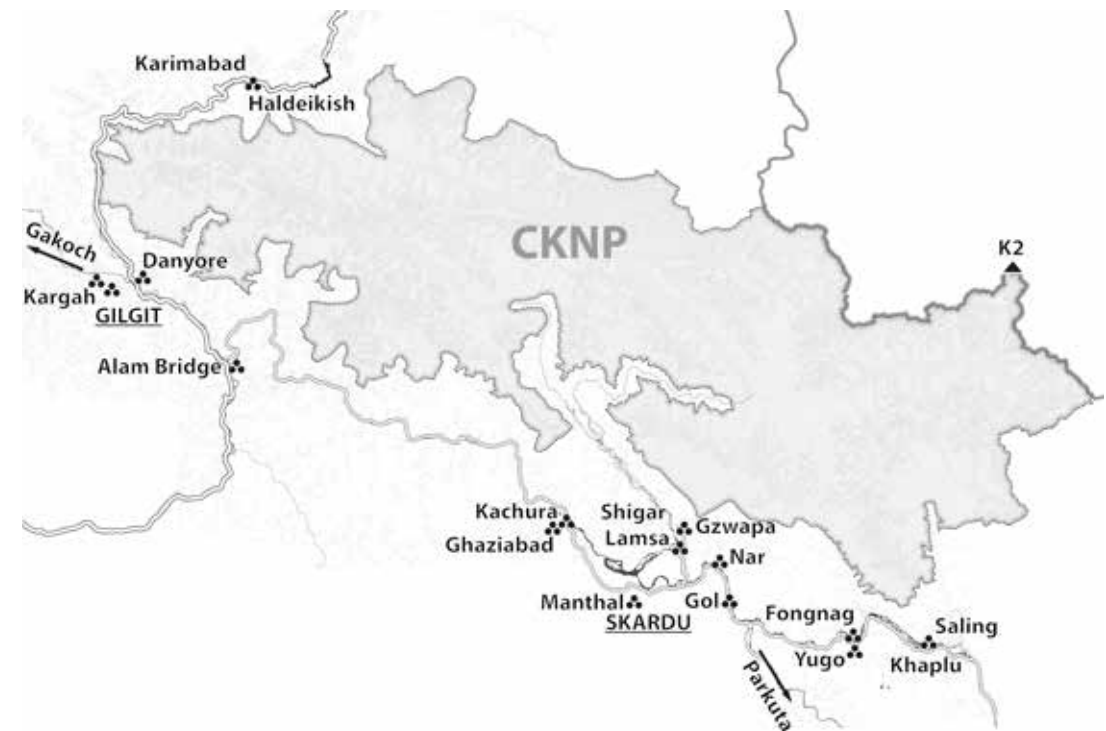 Karimabad
Haldeikish
CKNP
K2
Gakoch
Danyore
Kargah
GILGIT
Alam Bridge
Kachura
Ghaziabad
Shigar
Lamsa
Gzwapa
Nar
Manthal
SKARDU
Gol
Fongnag
Yugo
Saling
Khaplu
Parkuta